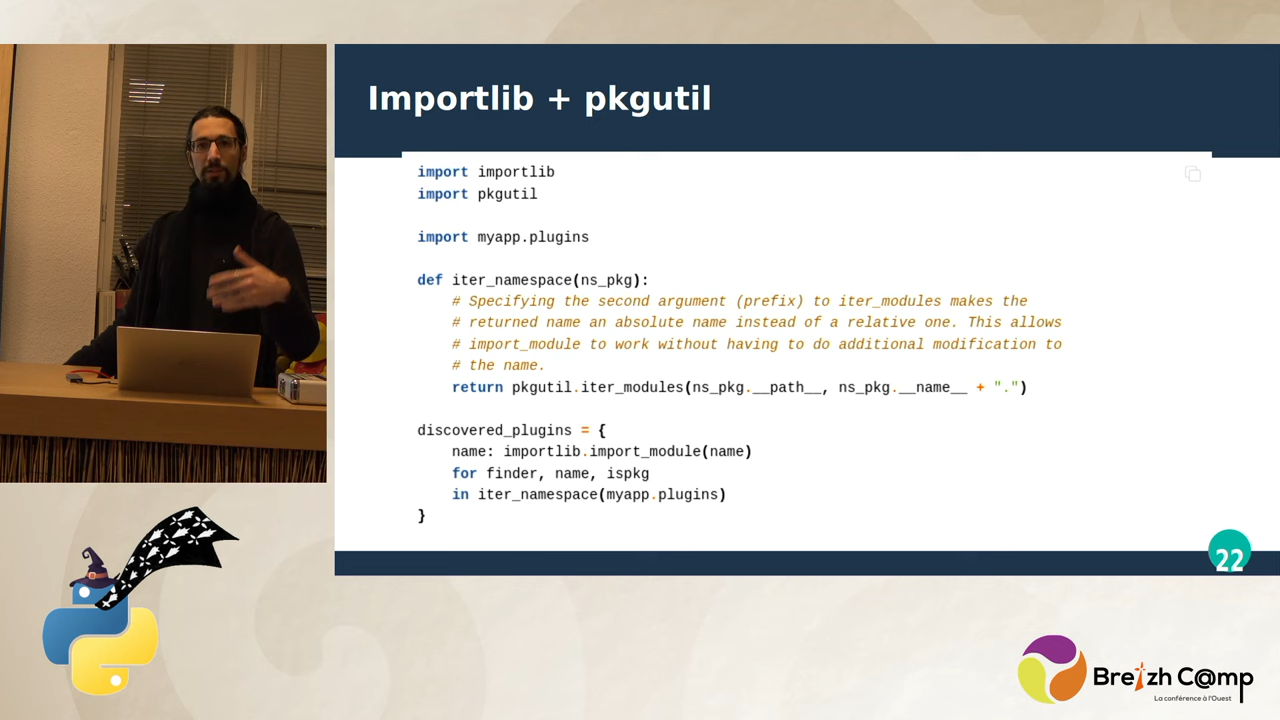 Importlib + pkgutil
import importlib
import pkgutil
import myapp.plugins
def iter_namespace(ns_pkg):
# Specifying the second argument (prefix) to iter_modules makes the
# returned name an absolute name instead of a relative one. This allows
# import_module to work without having to do additional modification to
# the name.
return pkgutil.iter_modules(ns_pkg.__path__, ns_pkg.__name__ + ".")
discovered_plugins = {
name: importlib.import_module(name)
for finder, name, ispkg
in iter_namespace(myapp.plugins)
}
22
Breizh C@mp
La conférence à l'Ouest